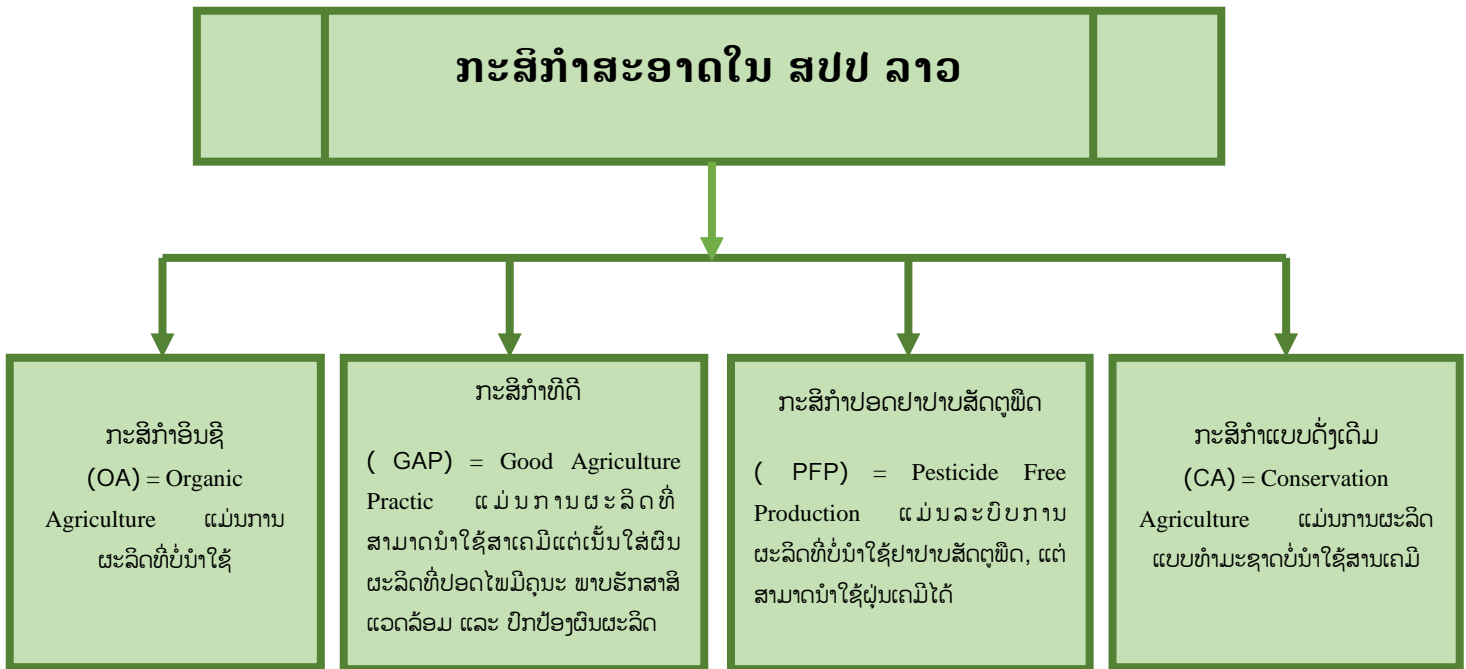 ກະສິກຳສະອາດໃນ ສປປ ລາວ
ກະສິກຳອິນຊີ
(OA) = Organic
Agriculture ແມ່ນການ
ຜະລິດທີ່ບໍ່ນຳໃຊ້
ກະສິກຳທີດີ
( GAP) = Good Agriculture
Practic ແມ່ນການຜະລິດທີ່
ສາມາດນຳໃຊ້ສາເຄມີແຕ່ເນັ້ນໃສ່ຜົນ
ຜະລິດທີ່ປອດໄພມີຄຸນະ ພາບຮັກສາສິ
ແວດລ້ອມ ແລະ ປົກປ້ອງຜົນຜະລິດ
ກະສິກຳປອດຢາປາບສັດຕູພືດ
( PFP) = Pesticide Free
Production ແມ່ນລະບົບການ
ຜະລິດທີ່ບໍ່ນຳໃຊ້ຢາປາບສັດຕູພືດ, ແຕ່
ສາມາດນຳໃຊ້ຝຸ່ນເຄມີໄດ້
ກະສິກຳແບບດັ່ງເດີມ
(CA) = Conservation
Agriculture ແມ່ນການຜະລິດ
ແບບທຳມະຊາດບໍ່ນຳໃຊ້ສານເຄມີ